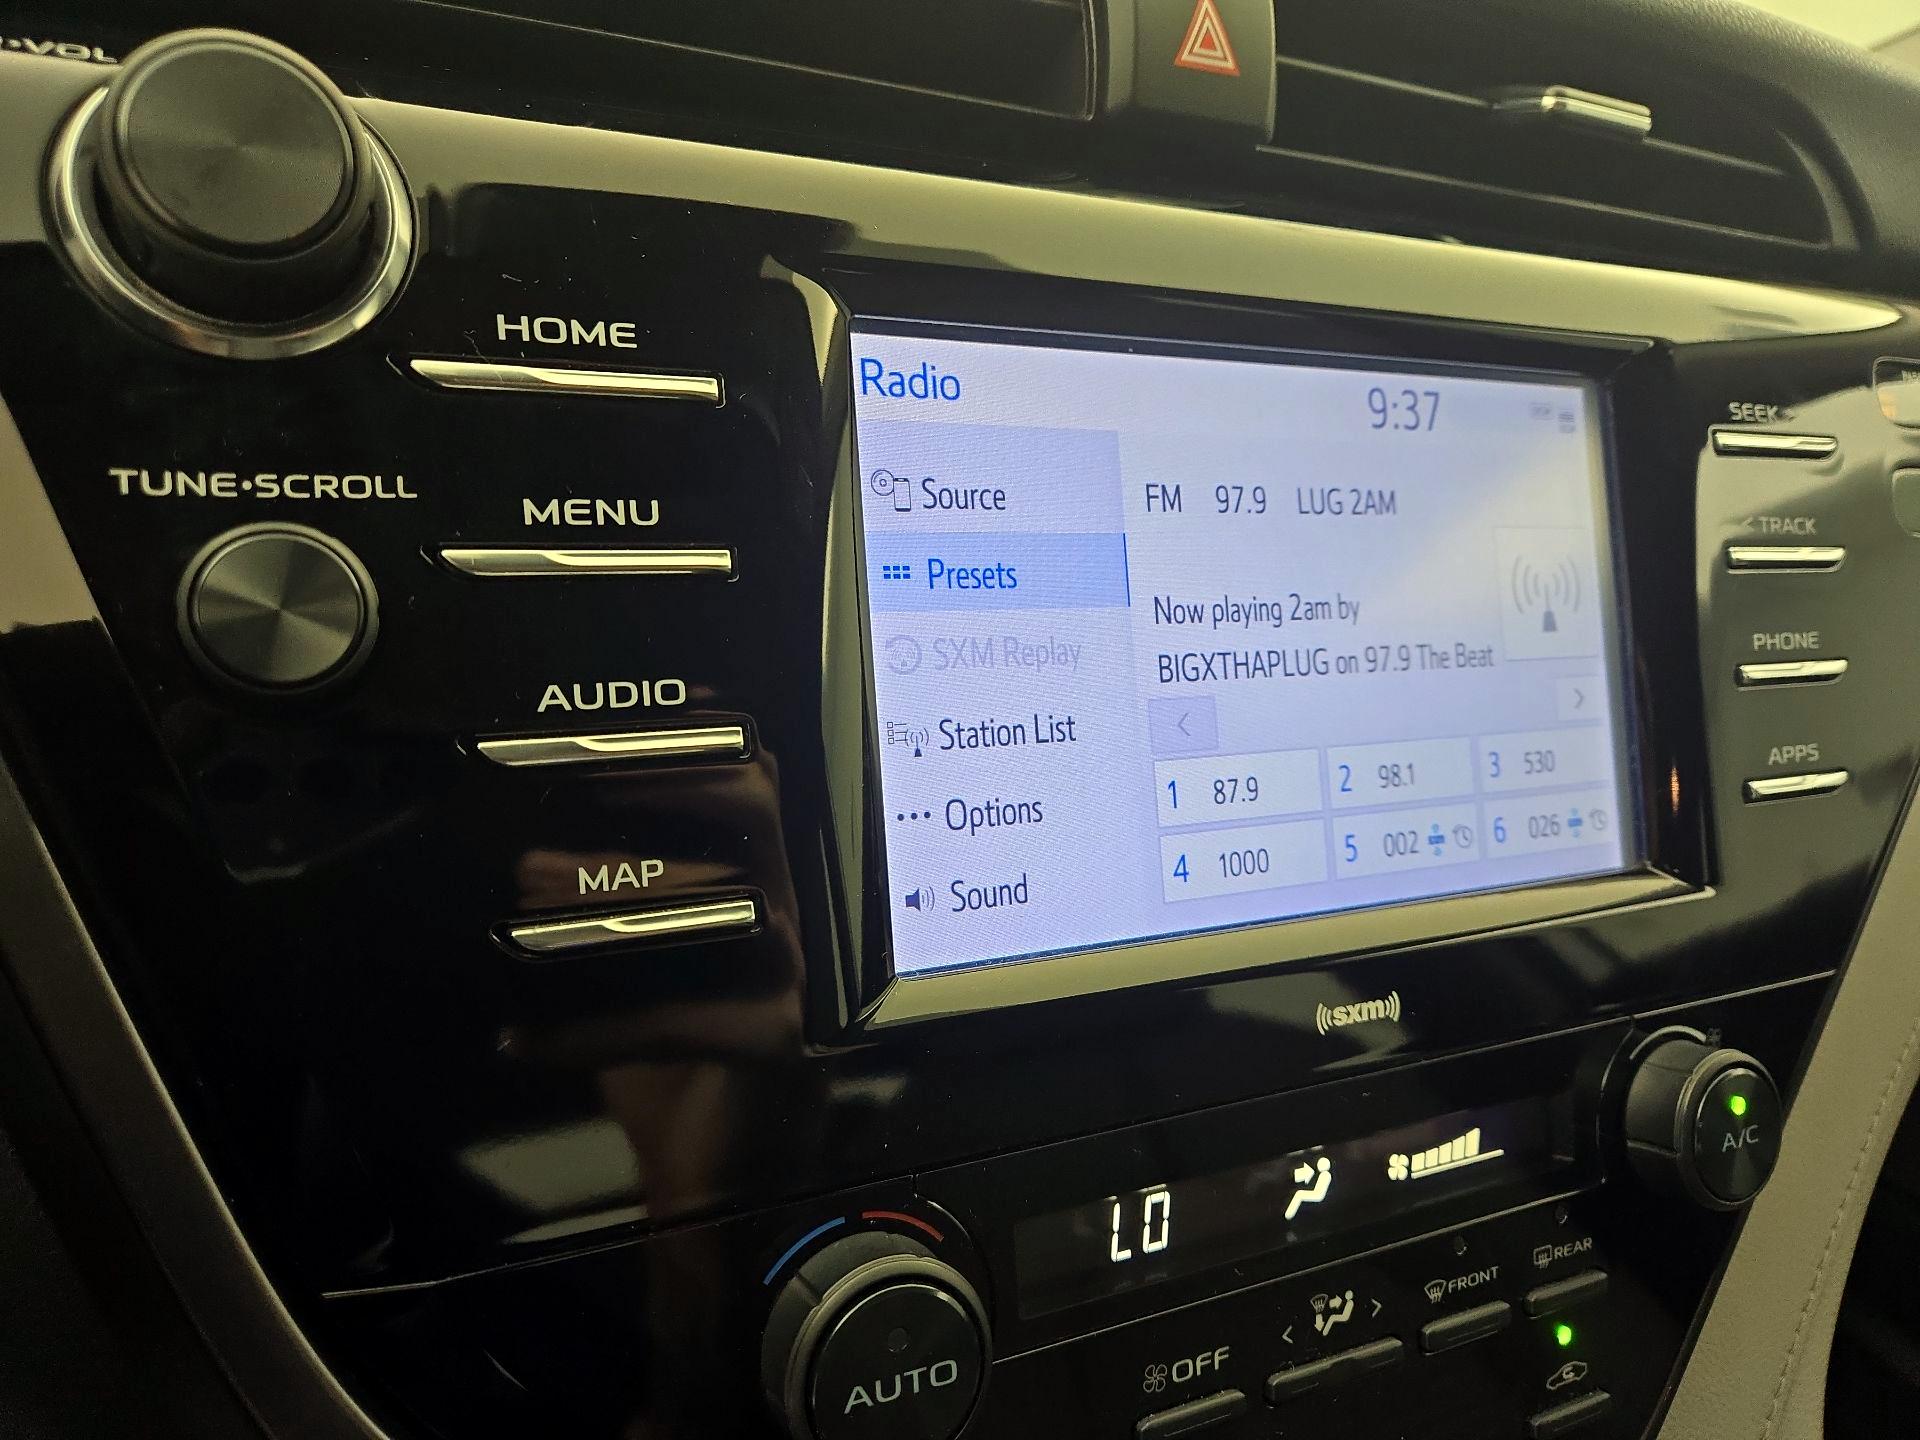 VOL
HOME
TUNE•SCROLL
MENU
AUDIO
MAP
Radio
9:37
Source
Presets
SXM Replay
Station List
Options
Sound
FM 97.9 LUG 2AM
Now playing 2am by
BIGXTHAPLUG on 97.9 The Beat
<
>
1 87.9
2 98.1
3 530
4 1000
5 002
6 026
SEEK >
< TRACK
PHONE
APPS
((sxm))
LO
A/C
AUTO
OFF
< >
FRONT
REAR